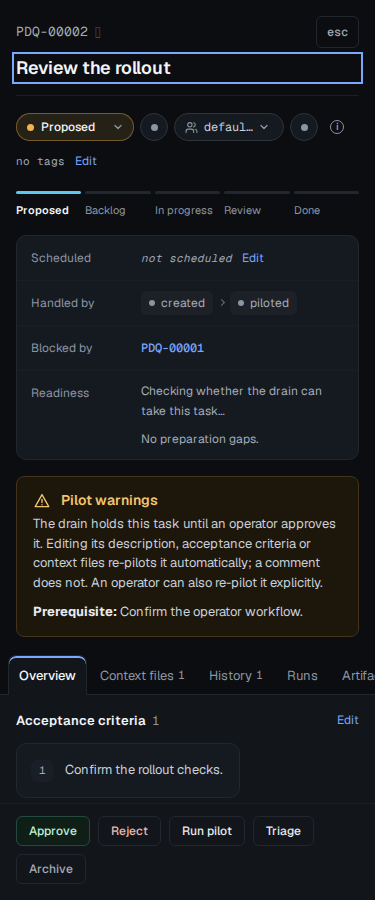 PDQ-00002
esc
Review the rollout
Proposed
defaul…
no tags Edit
Proposed Backlog In progress Review Done
Scheduled not scheduled Edit
Handled by created piloted
Blocked by PDQ-00001
Readiness Checking whether the drain can
take this task…
No preparation gaps.
Pilot warnings
The drain holds this task until an operator approves
it. Editing its description, acceptance criteria or
context files re-pilots it automatically; a comment
does not. An operator can also re-pilot it explicitly.
Prerequisite: Confirm the operator workflow.
Overview Context files 1 History 1 Runs Artifa
Acceptance criteria 1 Edit
1 Confirm the rollout checks.
Approve Reject Run pilot Triage
Archive